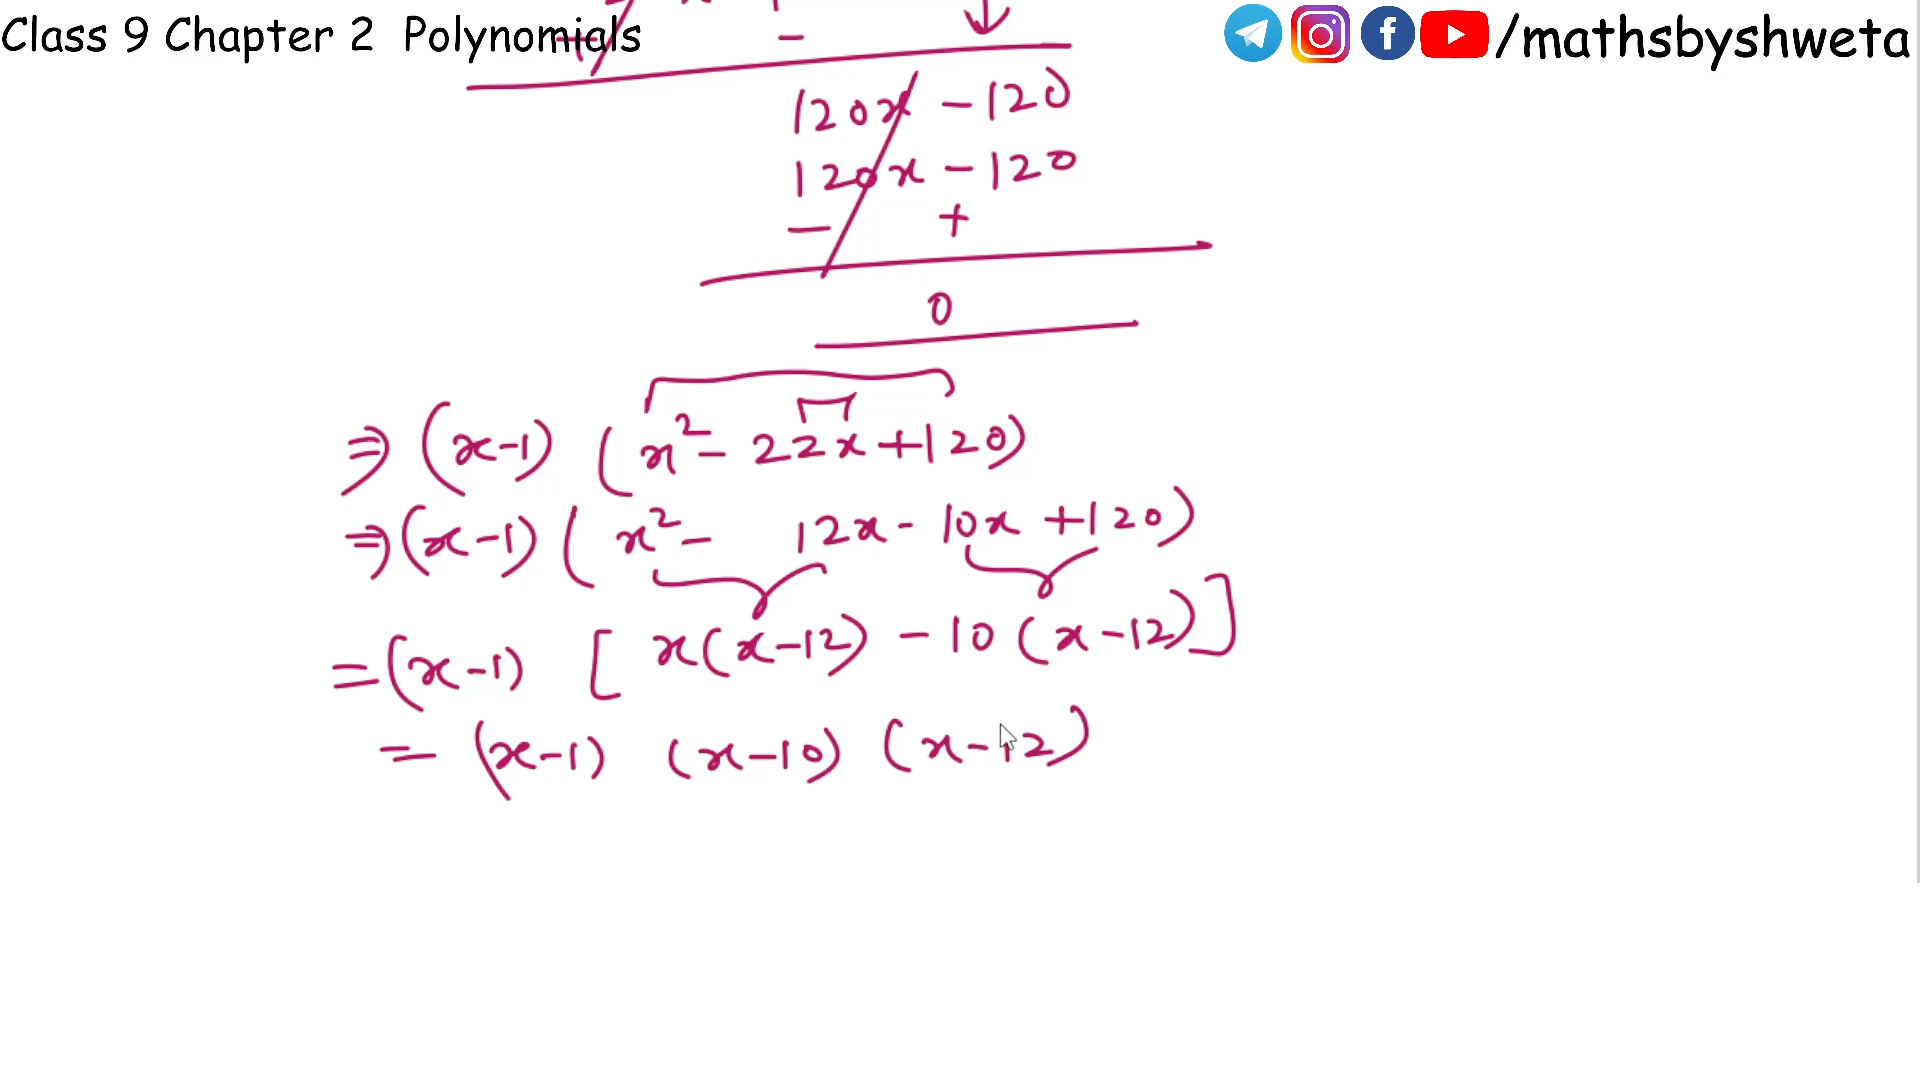 Class 9 Chapter 2 Polynomials
/mathsbyshweta
120x - 120
120x - 120
- +
0
⇒ (x-1) (x² - 22x + 120)
⇒ (x-1) (x² - 12x - 10x + 120)
= (x-1) [x(x-12) - 10(x-12)]
= (x-1) (x-10) (x-12)